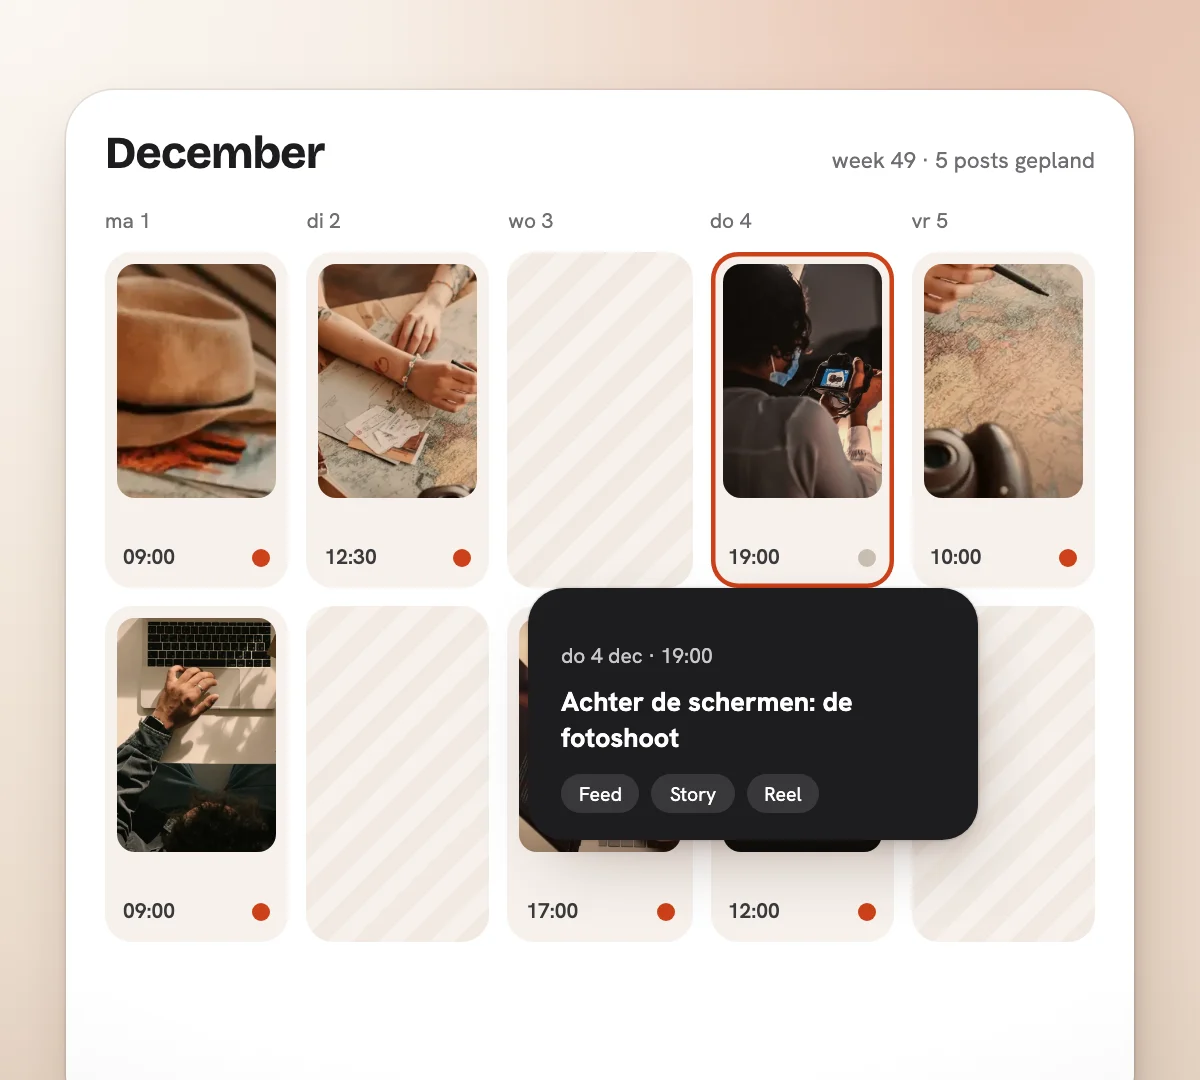 December
week 49 · 5 posts gepland
ma 1
di 2
wo 3
do 4
vr 5
09:00
12:30
19:00
10:00
do 4 dec · 19:00
Achter de schermen: de
fotoshoot
Feed
Story
Reel
09:00
17:00
12:00